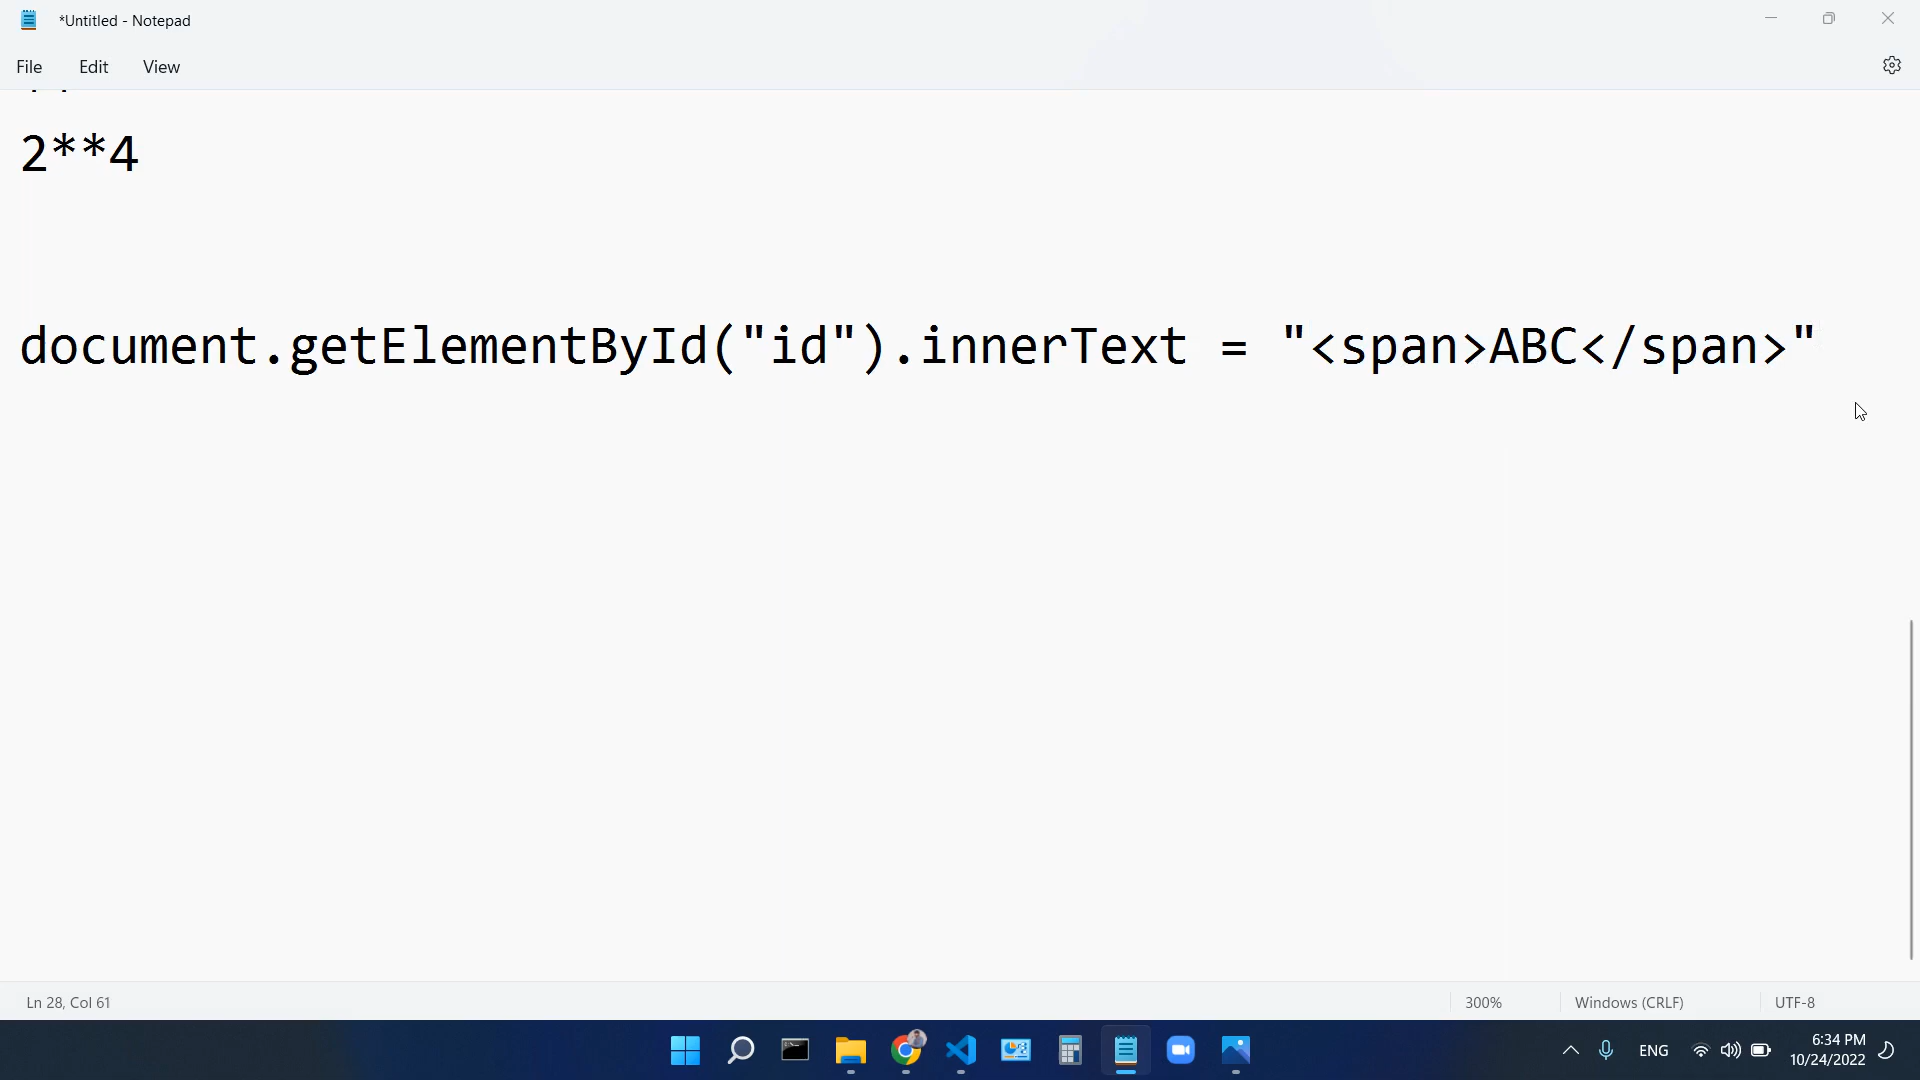 *Untitled - Notepad
File Edit View
2**4
document.getElementById("id").innerText = "<span>ABC</span>"
Ln 28, Col 61 300% Windows (CRLF) UTF-8
ENG 6:34 PM
10/24/2022